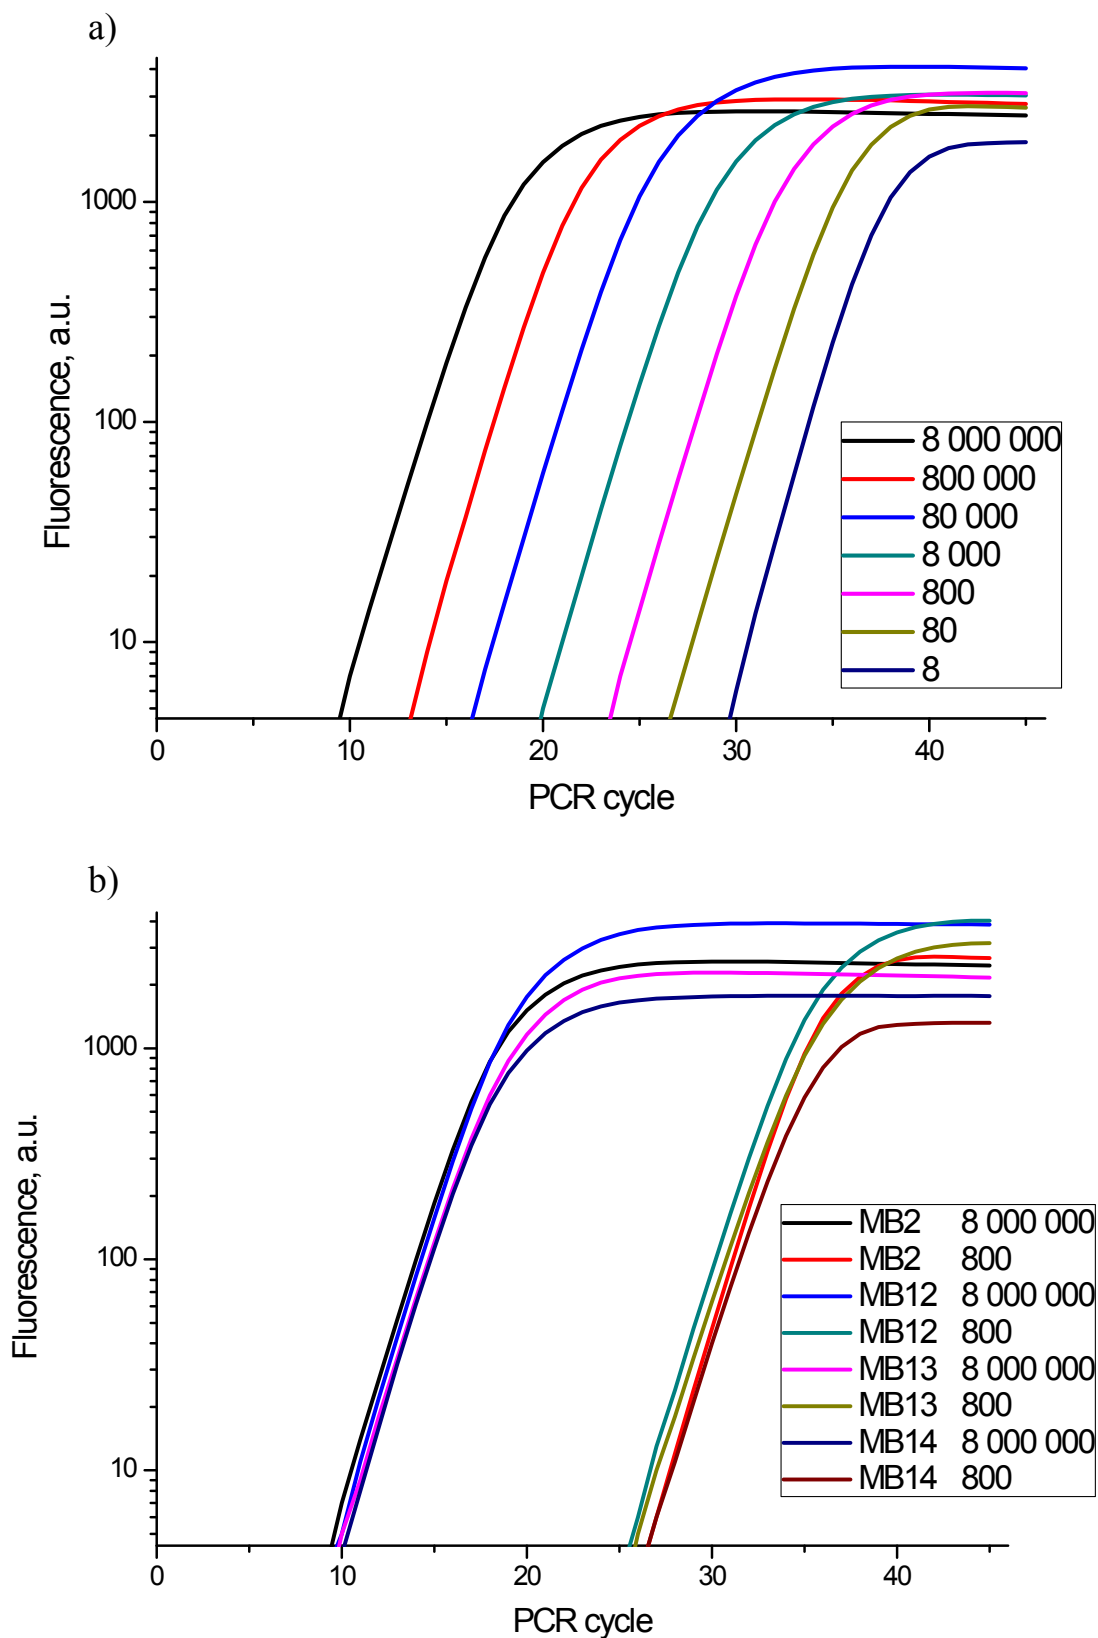 a)
1000
100
10
Fluorescence, a.u.
8 000 000
800 000
80 000
8 000
800
80
8
0 10 20 30 40
PCR cycle
b)
1000
100
10
Fluorescence, a.u.
MB2 8 000 000
MB2 800
MB12 8 000 000
MB12 800
MB13 8 000 000
MB13 800
MB14 8 000 000
MB14 800
0 10 20 30 40
PCR cycle